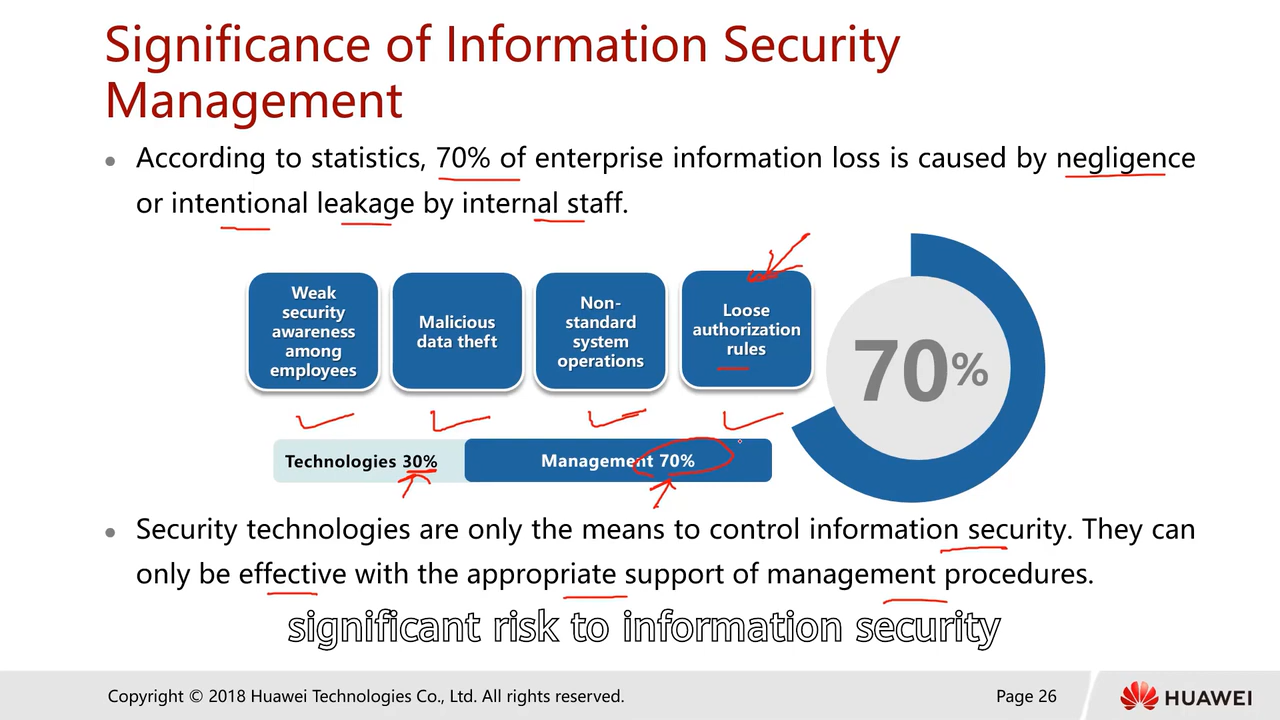 Significance of Information Security
Management
According to statistics, 70% of enterprise information loss is caused by negligence
or intentional leakage by internal staff.
Weak
security
awareness
among
employees
Malicious
data theft
Non-
standard
system
operations
Loose
authorization
rules
70%
Technologies 30%
Management 70%
Security technologies are only the means to control information security. They can
only be effective with the appropriate support of management procedures.
significant risk to information security
Copyright © 2018 Huawei Technologies Co., Ltd. All rights reserved.
Page 26
HUAWEI